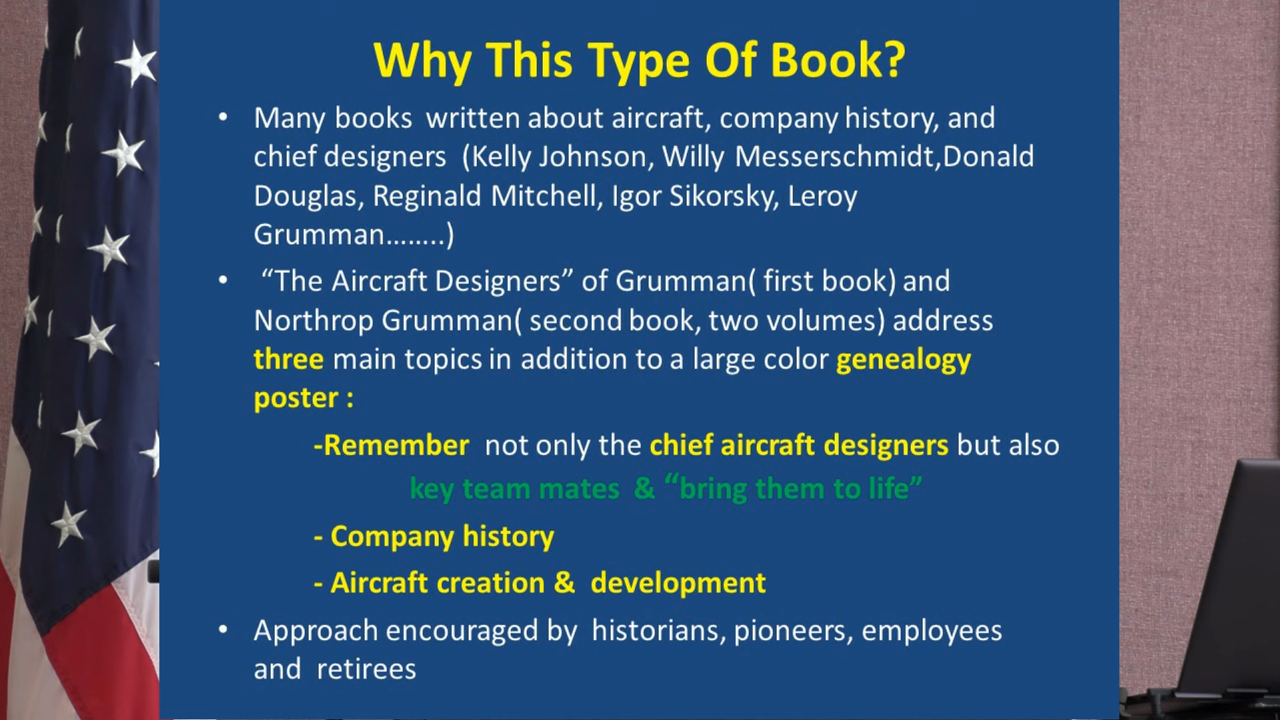 Why This Type Of Book?
• Many books written about aircraft, company history, and
chief designers (Kelly Johnson, Willy Messerschmidt,Donald
Douglas, Reginald Mitchell, Igor Sikorsky, Leroy
Grumman……..)
• “The Aircraft Designers” of Grumman( first book) and
Northrop Grumman( second book, two volumes) address
three main topics in addition to a large color genealogy
poster :
-Remember not only the chief aircraft designers but also
key team mates & “bring them to life”
- Company history
- Aircraft creation & development
• Approach encouraged by historians, pioneers, employees
and retirees